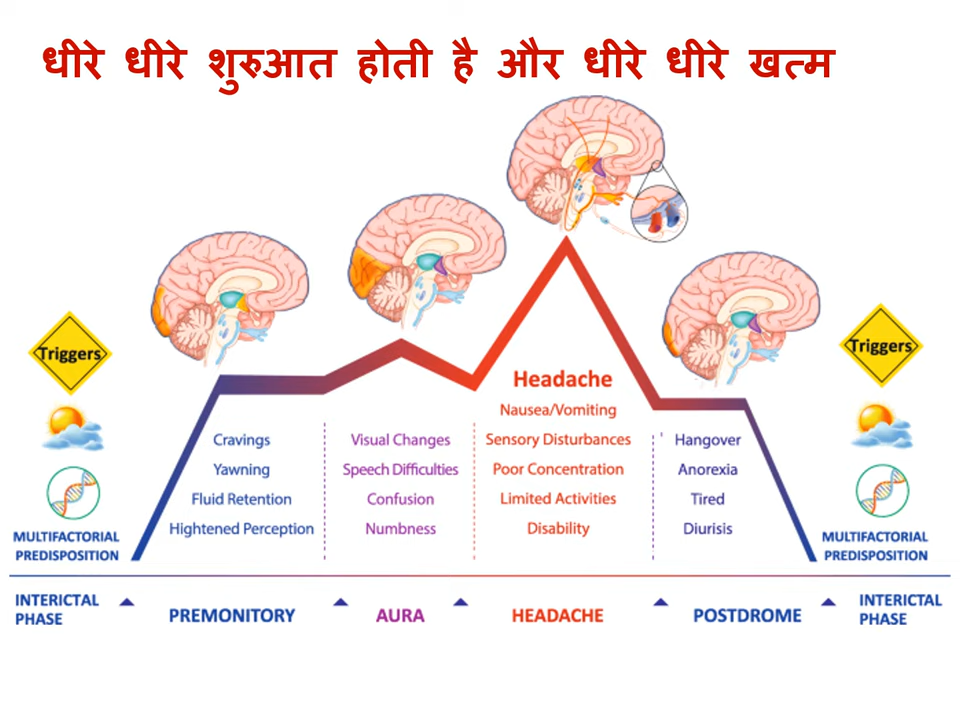 धीरे धीरे शुरुआत होती है और धीरे धीरे खत्म
Triggers
MULTIFACTORIAL
PREDISPOSITION
Cravings
Yawning
Fluid Retention
Hightened Perception
Visual Changes
Speech Difficulties
Confusion
Numbness
Headache
Nausea/Vomiting
Sensory Disturbances
Poor Concentration
Limited Activities
Disability
Hangover
Anorexia
Tired
Diurisis
Triggers
MULTIFACTORIAL
PREDISPOSITION
INTERICTAL
PHASE
PREMONITORY
AURA
HEADACHE
POSTDROME
INTERICTAL
PHASE